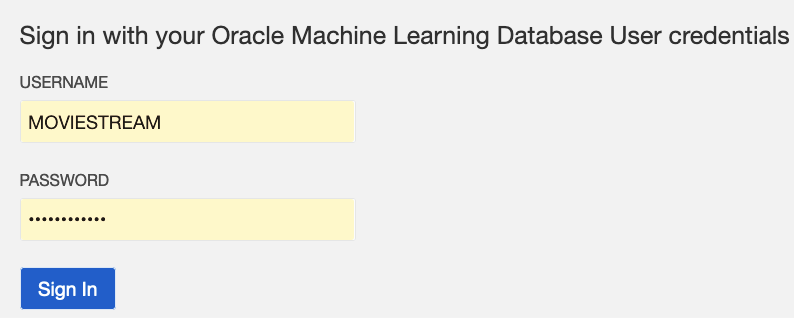 Sign in with your Oracle Machine Learning Database User credentials
USERNAME
MOVIESTREAM
PASSWORD
••••••••••••
Sign In